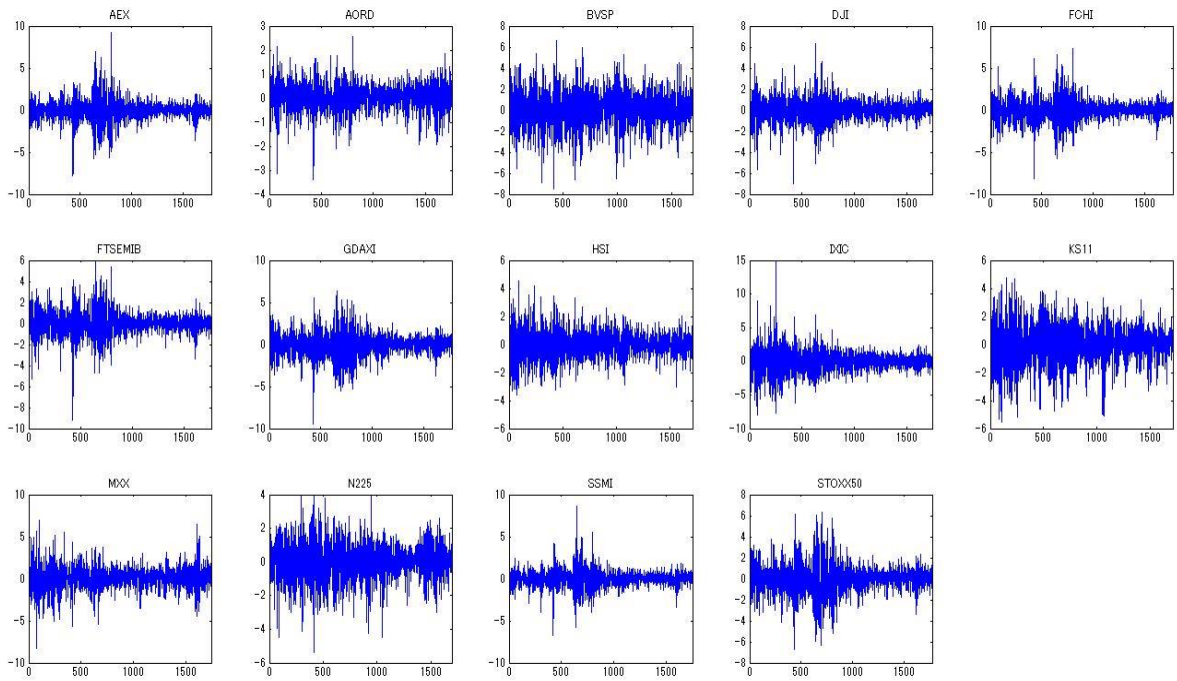 AEX AORD BVSP DJI FCHI
10 3 8 8 10
5 2 6 6 5
0 1 4 4 0
−5 0 2 2 −5
−10 −1 0 0 −10
−2 −2 −2
−3 −4 −4
−4 −6 −6
−8 −8
0 500 1000 1500 0 500 1000 1500 0 500 1000 1500 0 500 1000 1500 0 500 1000 1500
FTSEMIB GDAXI HSI IXIC KS11
6 10 6 15 6
4 5 4 10 4
2 0 2 5 2
0 −5 0 0 0
−2 −10 −2 −5 −2
−4 −4 −10 −4
−6 −6 −6
−8
−10
0 500 1000 1500 0 500 1000 1500 0 500 1000 1500 0 500 1000 1500 0 500 1000 1500
MXX N225 SSMI STOXX50
10 4 10 8
5 2 5 6
0 0 0 4
−5 −2 −5 2
−10 −4 −10 0
−6 −2
−4
−6
−8
0 500 1000 1500 0 500 1000 1500 0 500 1000 1500 0 500 1000 1500